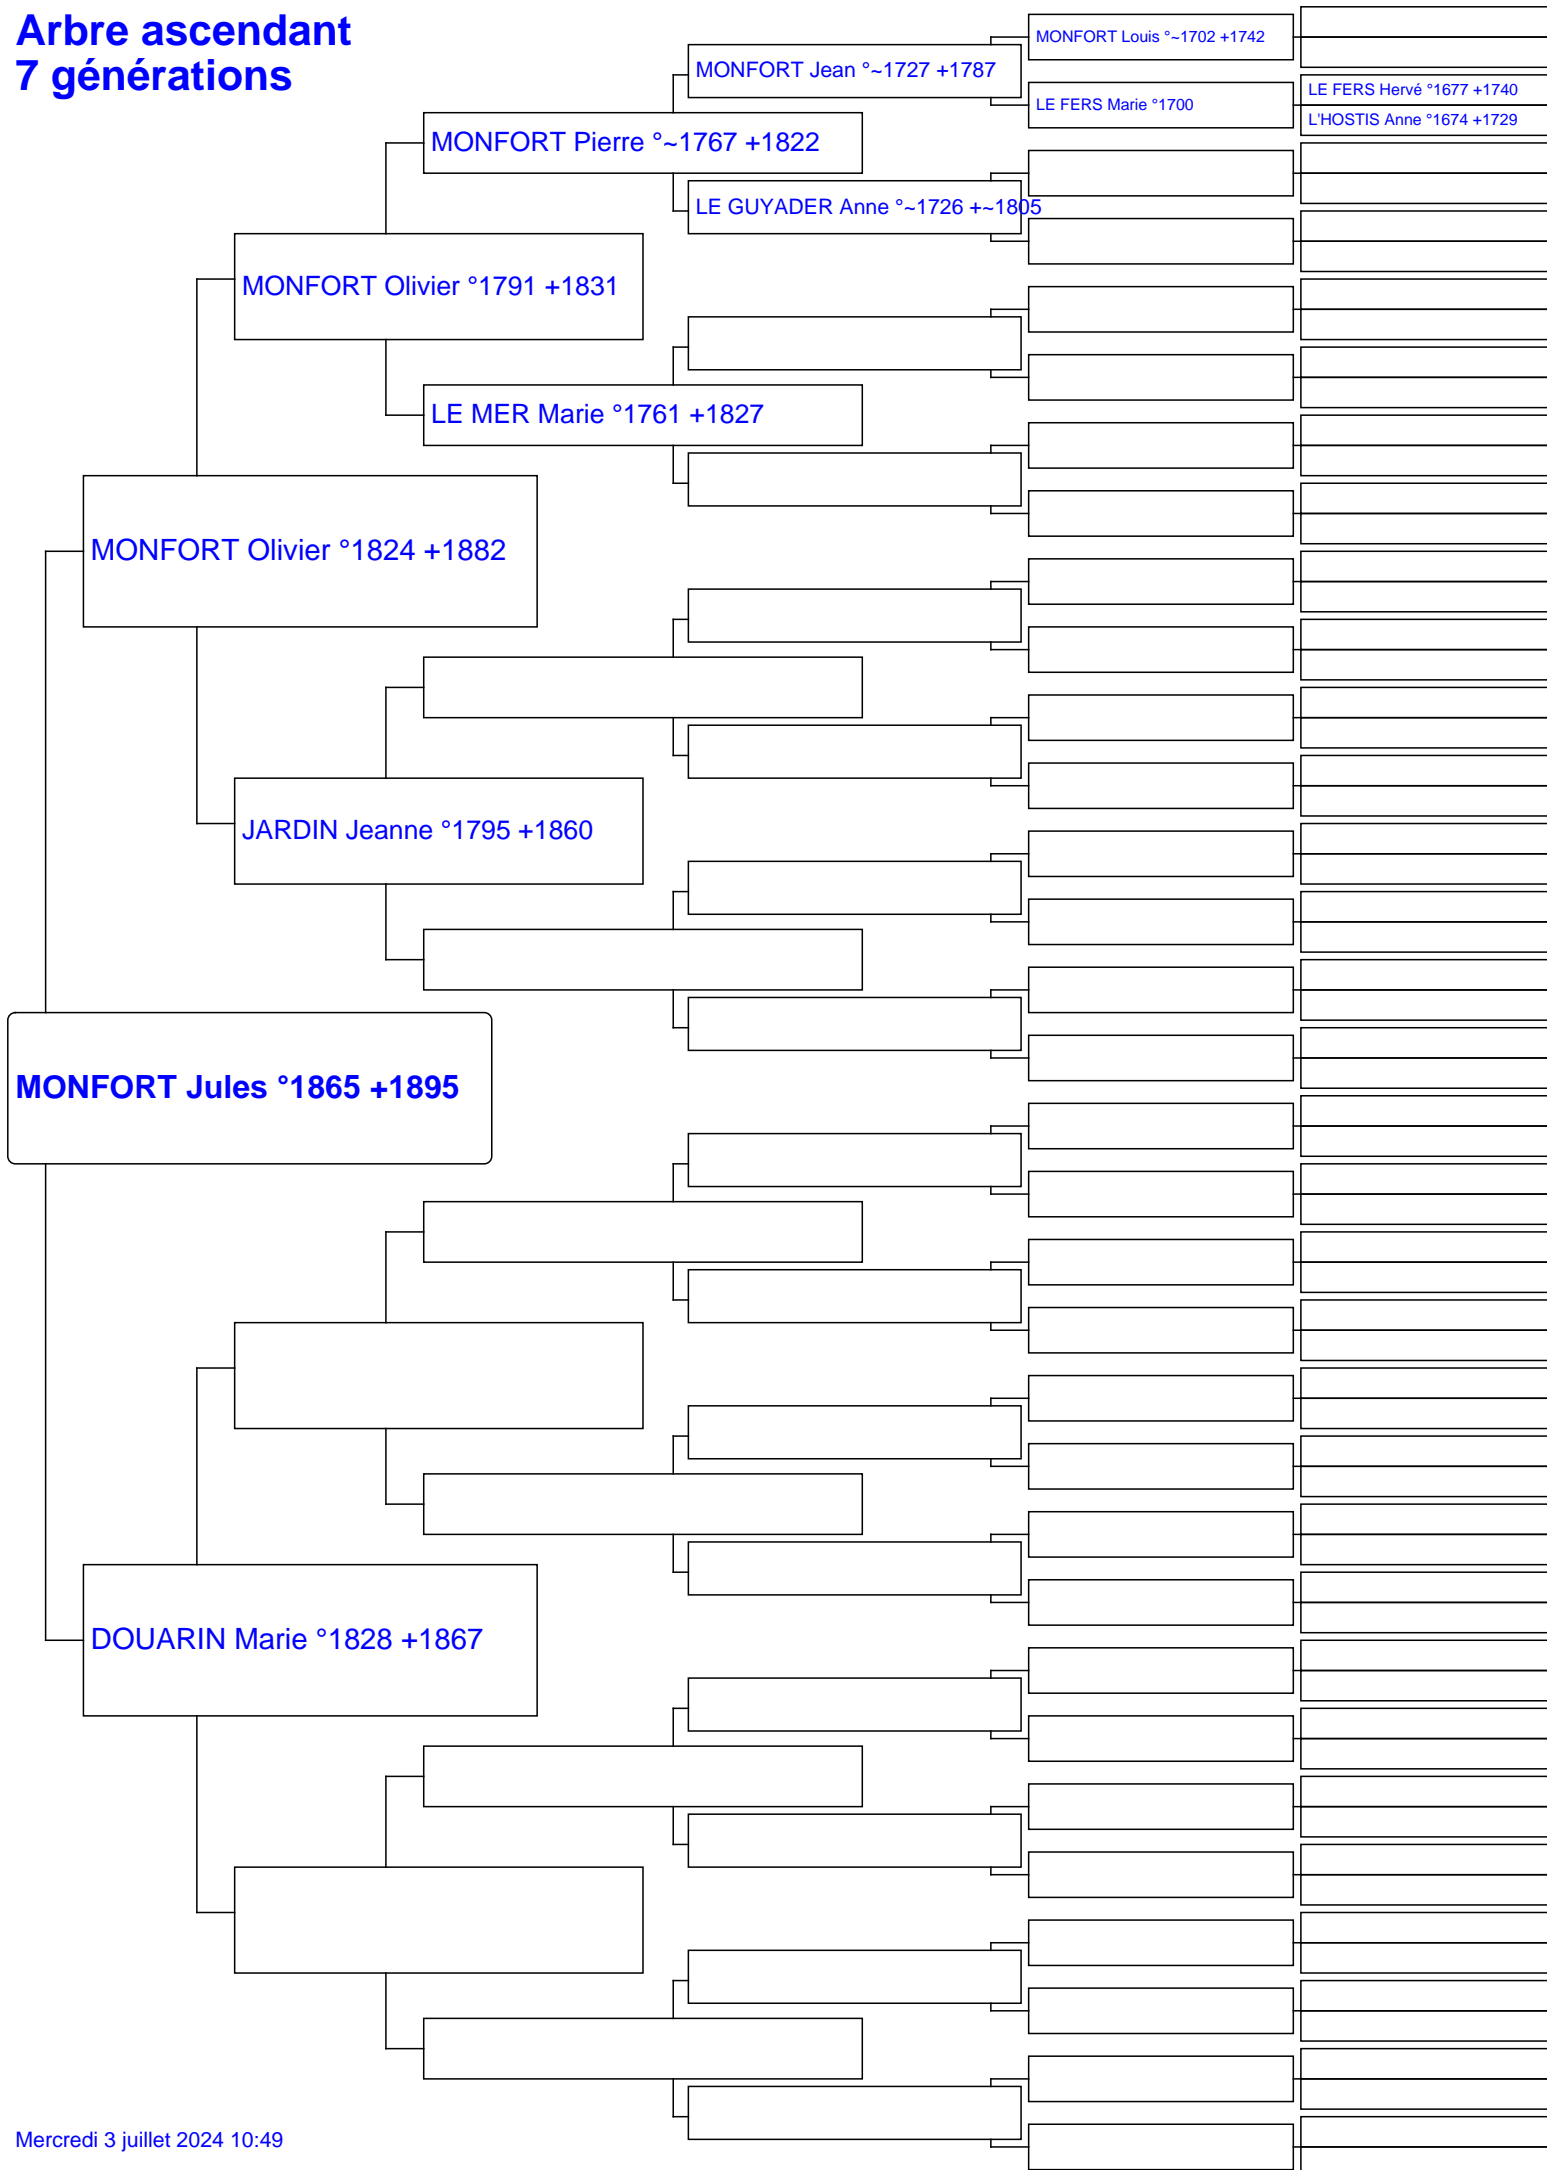 Arbre ascendant
7 générations
MONFORT Louis °~1702 +1742
MONFORT Jean °~1727 +1787
LE FERS Hervé °1677 +1740
LE FERS Marie °1700
L'HOSTIS Anne °1674 +1729
MONFORT Pierre °~1767 +1822
LE GUYADER Anne °~1726 +~1805
MONFORT Olivier °1791 +1831
LE MER Marie °1761 +1827
MONFORT Olivier °1824 +1882
JARDIN Jeanne °1795 +1860
MONFORT Jules °1865 +1895
DOUARIN Marie °1828 +1867
Mercredi 3 juillet 2024 10:49